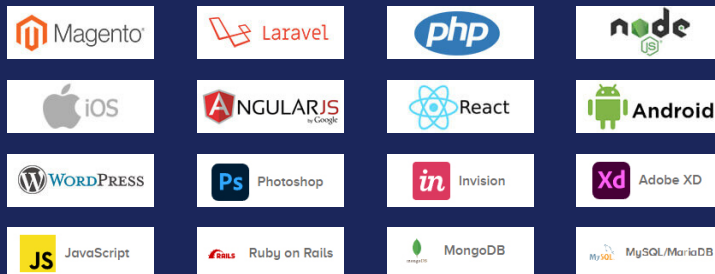 Magento
Laravel
php
node
JS
iOS
ANGULARJS
by Google
React
Android
WORDPRESS
Ps Photoshop
in Invision
Xd Adobe XD
JS JavaScript
RAILS Ruby on Rails
mongoDB MongoDB
MySQL MySQL/MariaDB